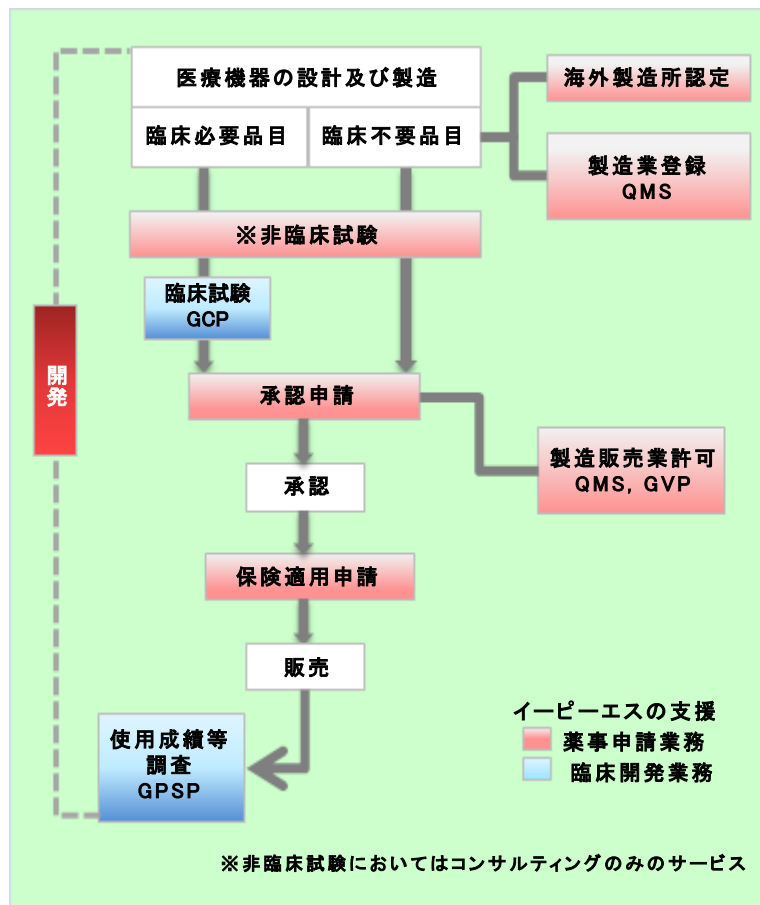 医療機器の設計及び製造
臨床必要品目
臨床不要品目
海外製造所認定
製造業登録
QMS
※非臨床試験
臨床試験
GCP
開発
承認申請
製造販売業許可
QMS, GVP
承認
保険適用申請
販売
使用成績等
調査
GPSP
イーピーエスの支援
薬事申請業務
臨床開発業務
※非臨床試験においてはコンサルティングのみのサービス